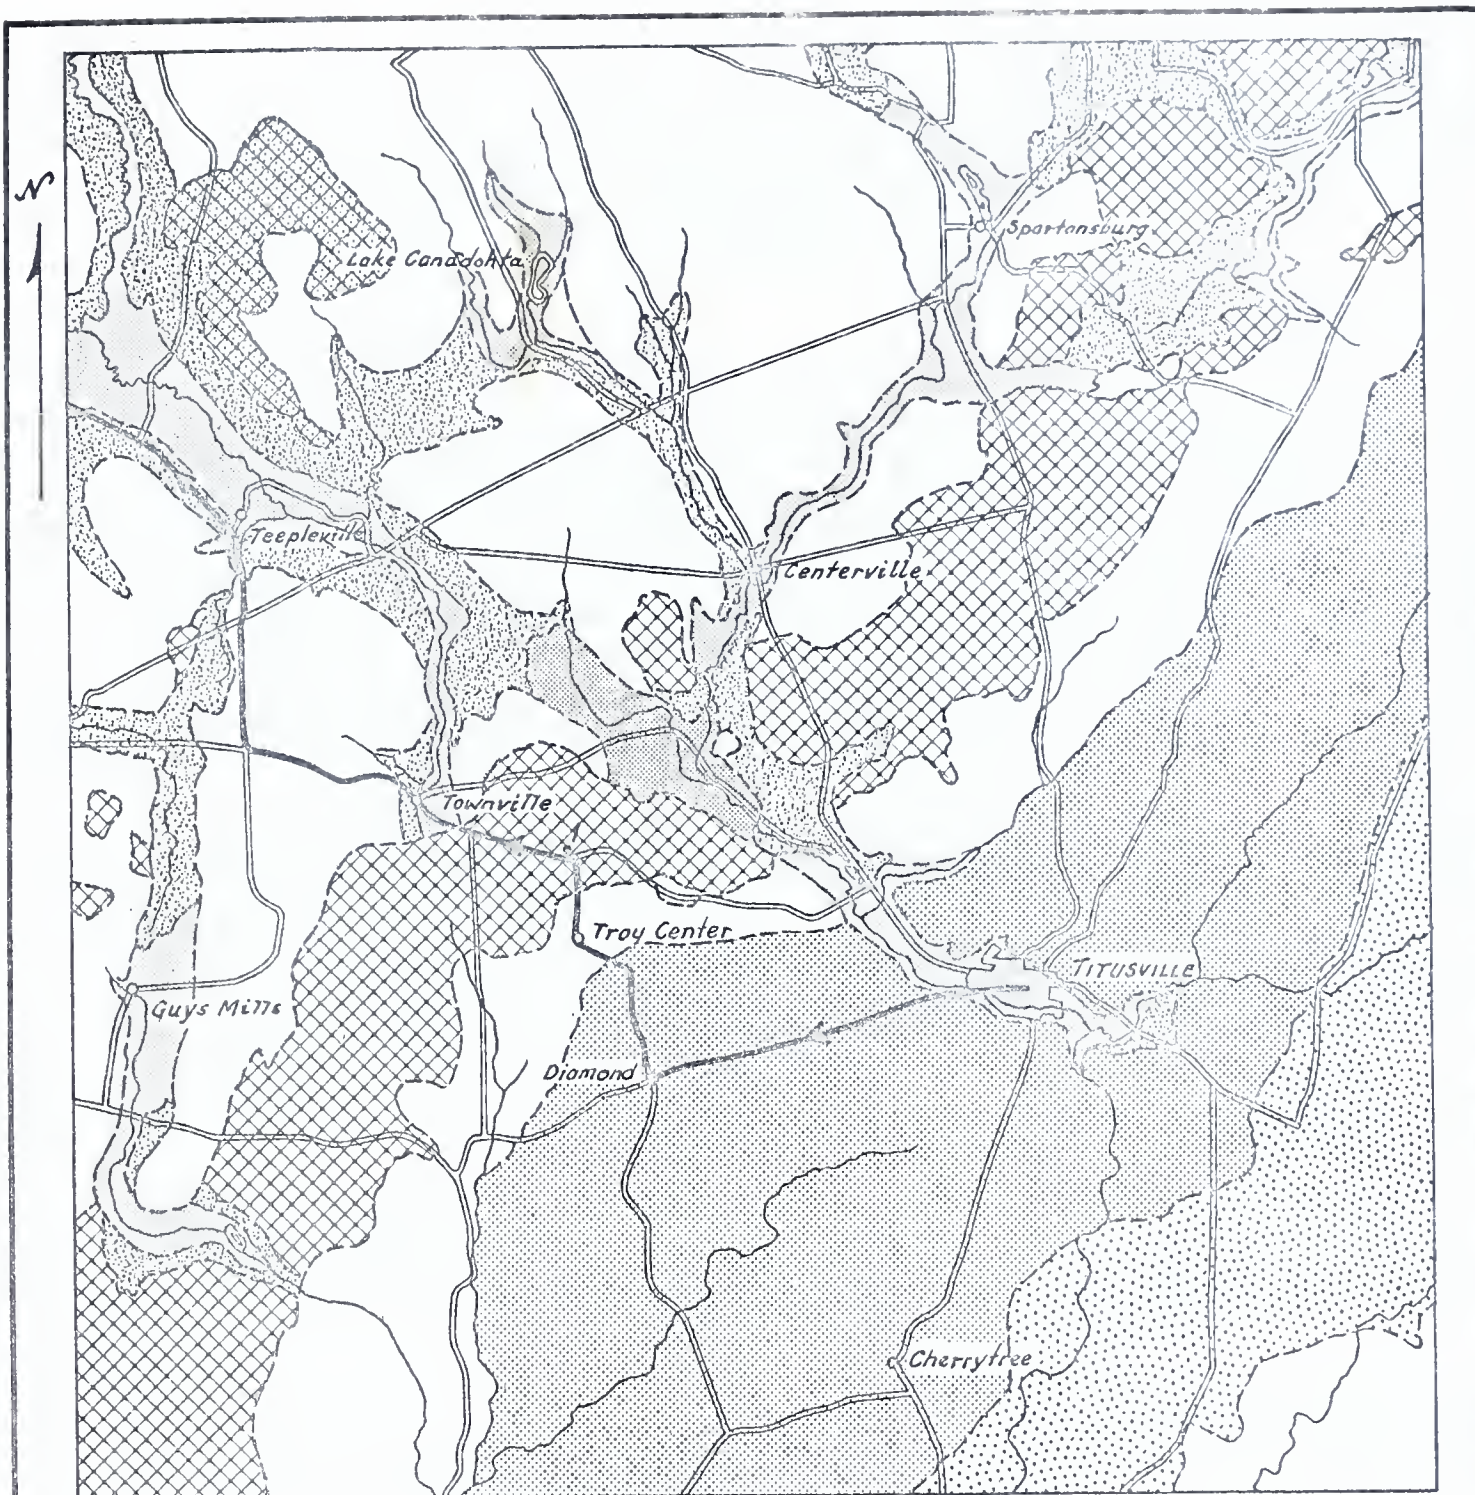 N
Spartansburg
Lake Canadohta
Teepleville
Centerville
Townville
Troy Center
TITUSVILLE
Guys Mills
Diamond
Cherrytree